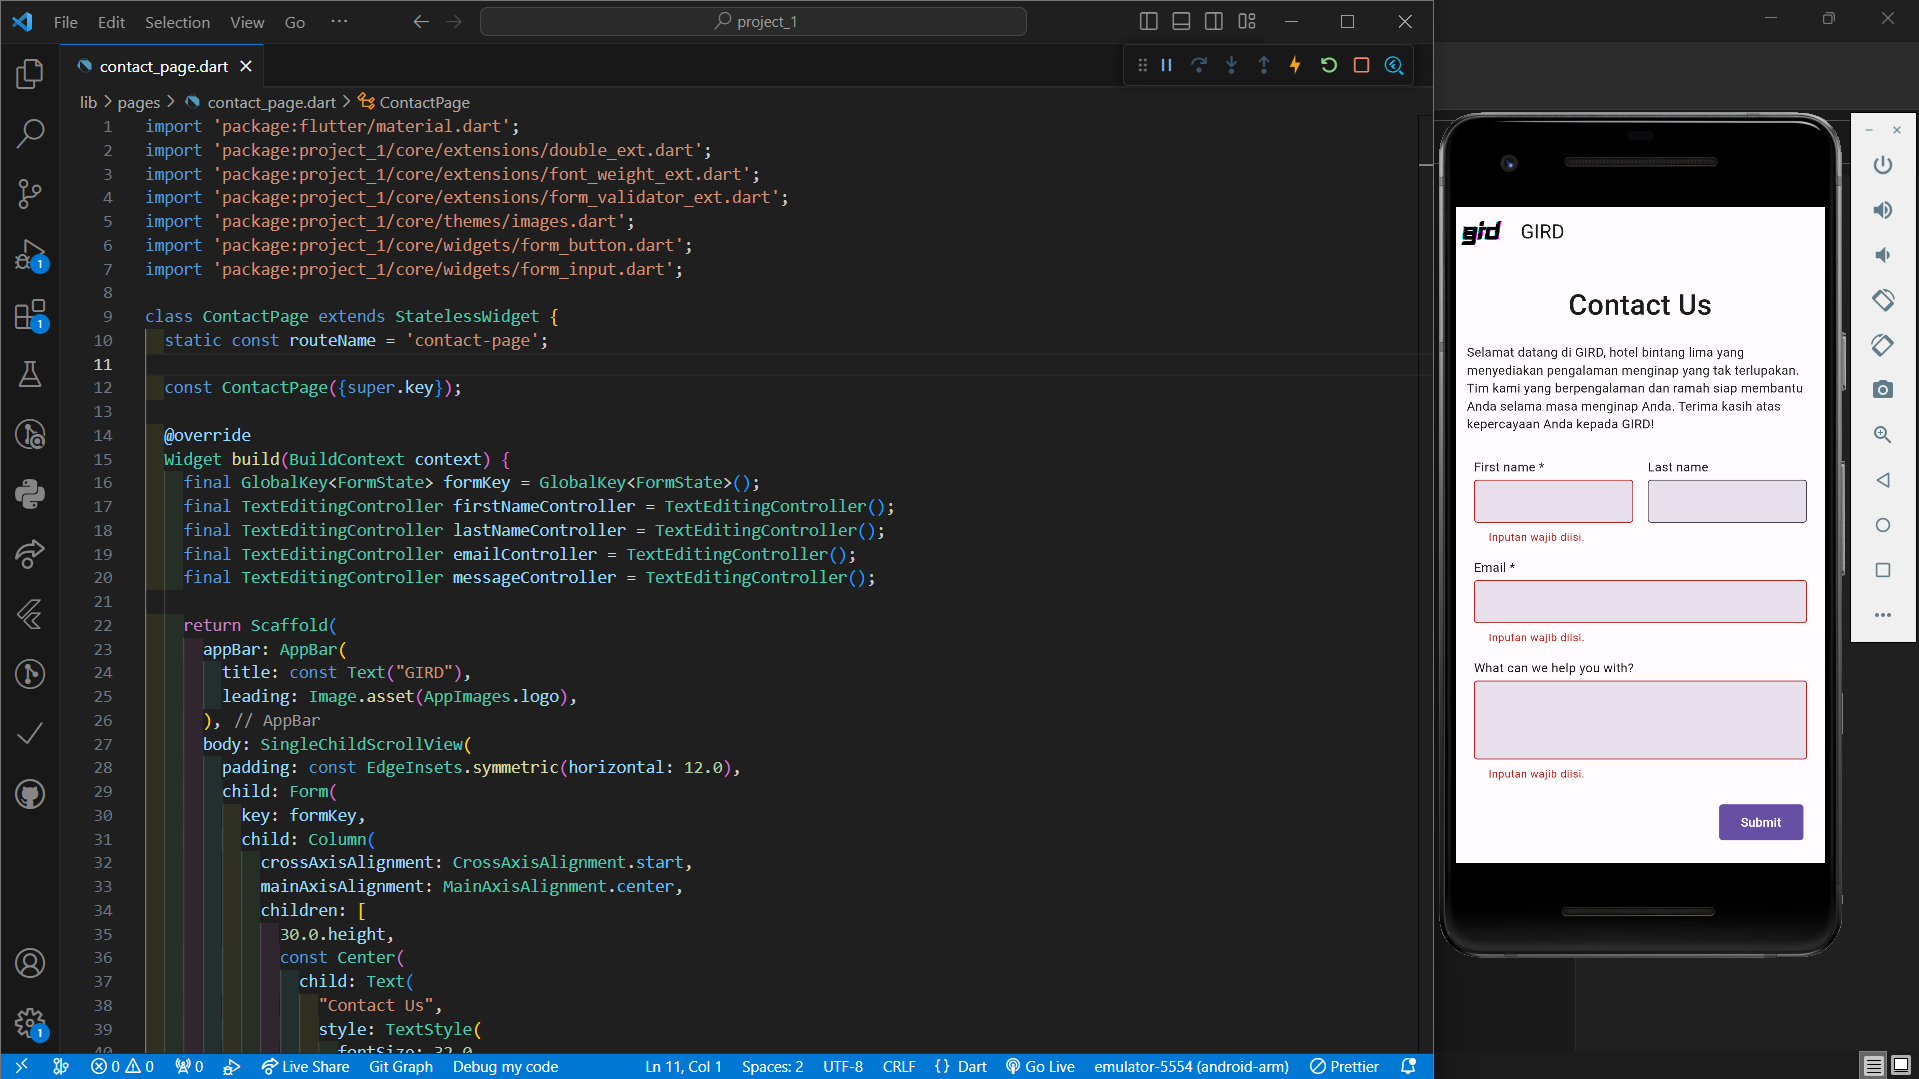 File Edit Selection View Go ···
project_1
contact_page.dart
lib > pages > contact_page.dart > ContactPage
1 import 'package:flutter/material.dart';
2 import 'package:project_1/core/extensions/double_ext.dart';
3 import 'package:project_1/core/extensions/font_weight_ext.dart';
4 import 'package:project_1/core/extensions/form_validator_ext.dart';
5 import 'package:project_1/core/themes/images.dart';
6 import 'package:project_1/core/widgets/form_button.dart';
7 import 'package:project_1/core/widgets/form_input.dart';
8
9 class ContactPage extends StatelessWidget {
10 static const routeName = 'contact-page';
11
12 const ContactPage({super.key});
13
14 @override
15 Widget build(BuildContext context) {
16 final GlobalKey<FormState> formKey = GlobalKey<FormState>();
17 final TextEditingController firstNameController = TextEditingController();
18 final TextEditingController lastNameController = TextEditingController();
19 final TextEditingController emailController = TextEditingController();
20 final TextEditingController messageController = TextEditingController();
21
22 return Scaffold(
23 appBar: AppBar(
24 title: const Text("GIRD"),
25 leading: Image.asset(AppImages.logo),
26 ), // AppBar
27 body: SingleChildScrollView(
28 padding: const EdgeInsets.symmetric(horizontal: 12.0),
29 child: Form(
30 key: formKey,
31 child: Column(
32 crossAxisAlignment: CrossAxisAlignment.start,
33 mainAxisAlignment: MainAxisAlignment.center,
34 children: [
35 30.0.height,
36 const Center(
37 child: Text(
38 "Contact Us",
39 style: TextStyle(
40 fontSize: 32.0
1
1
1
0 0 0 Live Share Git Graph Debug my code Ln 11, Col 1 Spaces: 2 UTF-8 CRLF {} Dart Go Live emulator-5554 (android-arm) Prettier
gird GIRD
Contact Us
Selamat datang di GIRD, hotel bintang lima yang
menyediakan pengalaman menginap yang tak terlupakan.
Tim kami yang berpengalaman dan ramah siap membantu
Anda selama masa menginap Anda. Terima kasih atas
kepercayaan Anda kepada GIRD!
First name * Last name
Inputan wajib diisi.
Email *
Inputan wajib diisi.
What can we help you with?
Inputan wajib diisi.
Submit